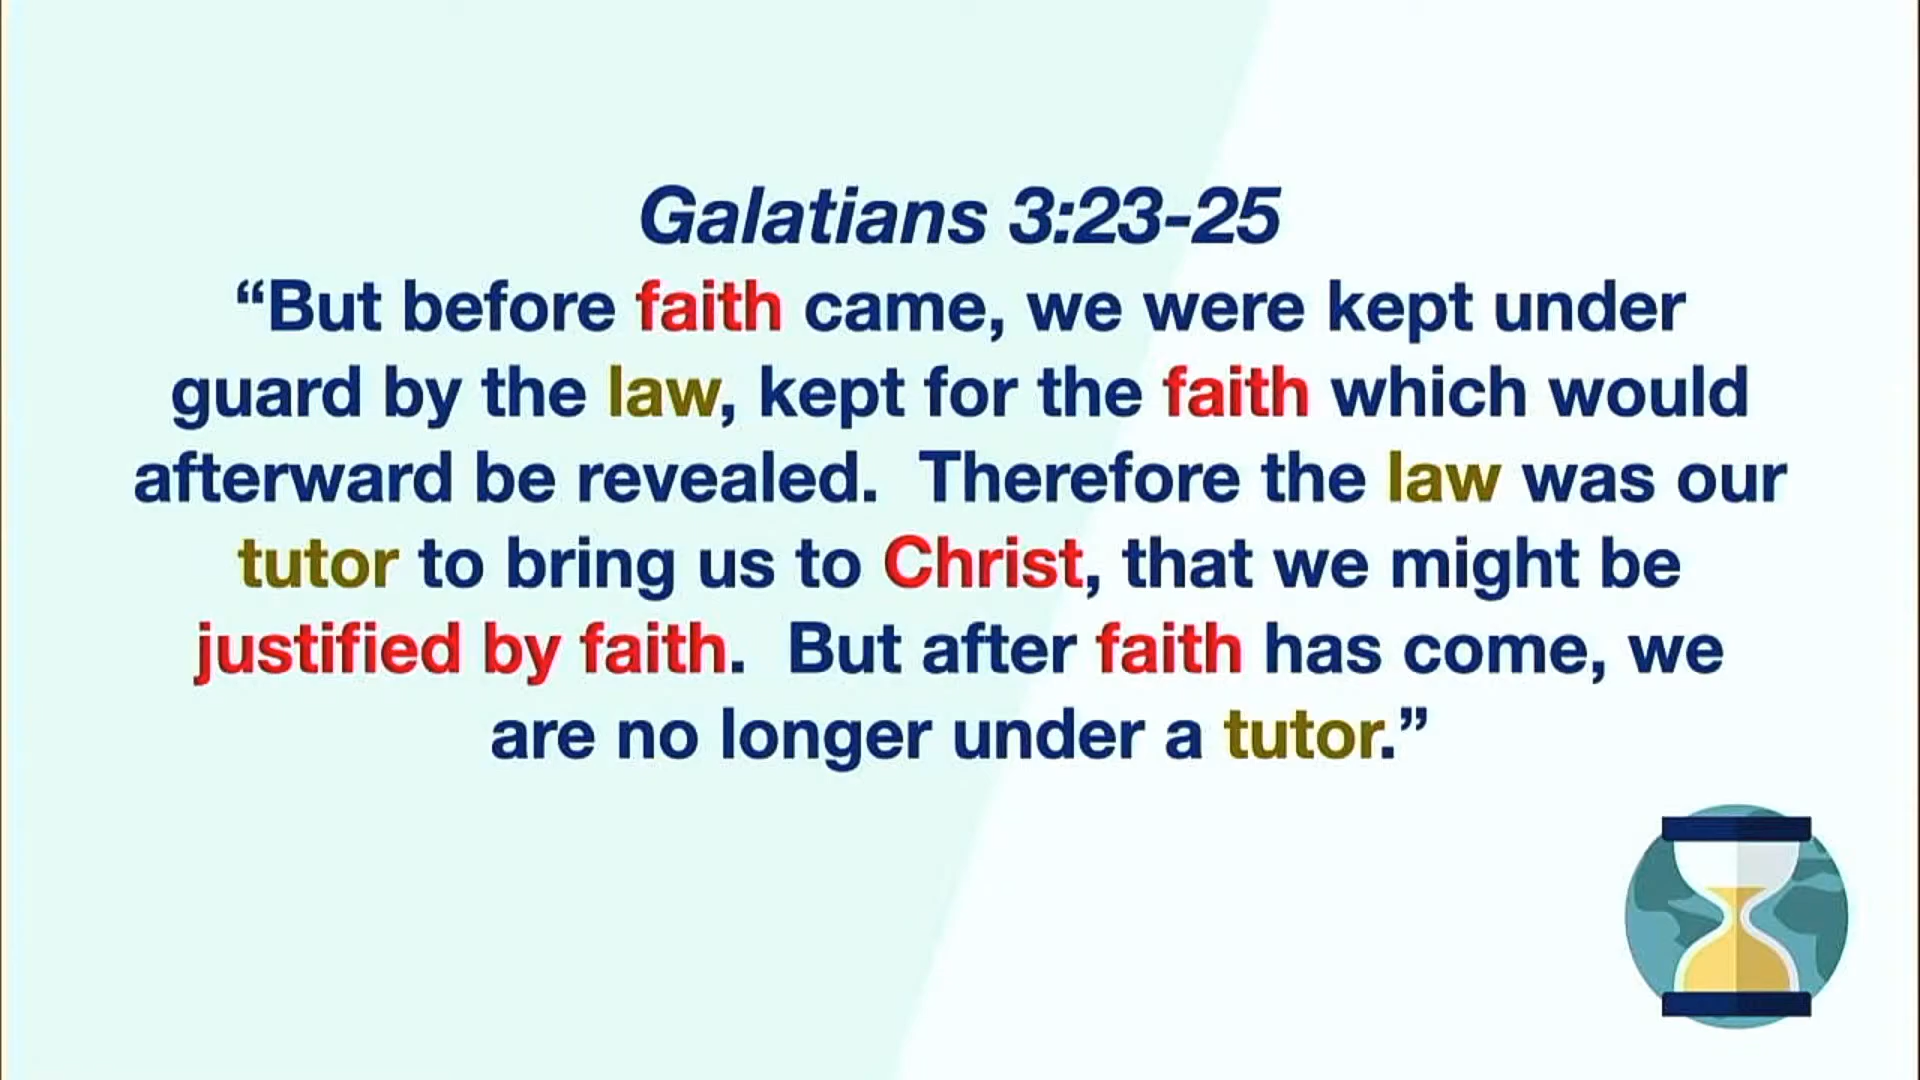 Galatians 3:23-25
“But before faith came, we were kept under
guard by the law, kept for the faith which would
afterward be revealed.  Therefore the law was our
tutor to bring us to Christ, that we might be
justified by faith.  But after faith has come, we
are no longer under a tutor.”